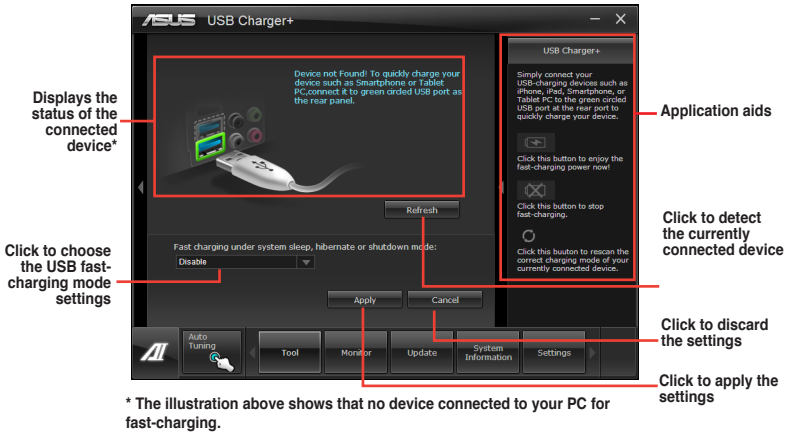 ASUS USB Charger+
Device not Found! To quickly charge your
device such as Smartphone or Tablet
PC,connect it to green circled USB port as
the rear panel.
Refresh
Fast charging under system sleep, hibernate or shutdown mode:
Disable
Apply
Cancel
USB Charger+
Simply connect your
USB-charging devices such as
iPhone, iPad, Smartphone, or
Tablet PC to the green circled
USB port at the rear port to
quickly charge your device.
Click this button to enjoy the
fast-charging power now!
Click this button to stop
fast-charging.
Click this buuton to rescan the
correct charging mode of your
currently connected device.
AI
Auto
Tuning
Tool
Monitor
Update
System
Information
Settings
Displays the
status of the
connected
device*
Click to choose
the USB fast-
charging mode
settings
Application aids
Click to detect
the currently
connected device
Click to discard
the settings
Click to apply the
settings
* The illustration above shows that no device connected to your PC for
fast-charging.